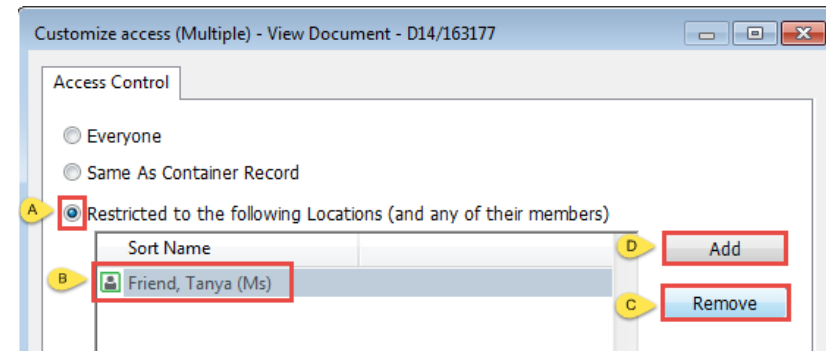 Customize access (Multiple) - View Document - D14/163177
Access Control
Everyone
Same As Container Record
A
Restricted to the following Locations (and any of their members)
Sort Name
D
Add
B
Friend, Tanya (Ms)
C
Remove